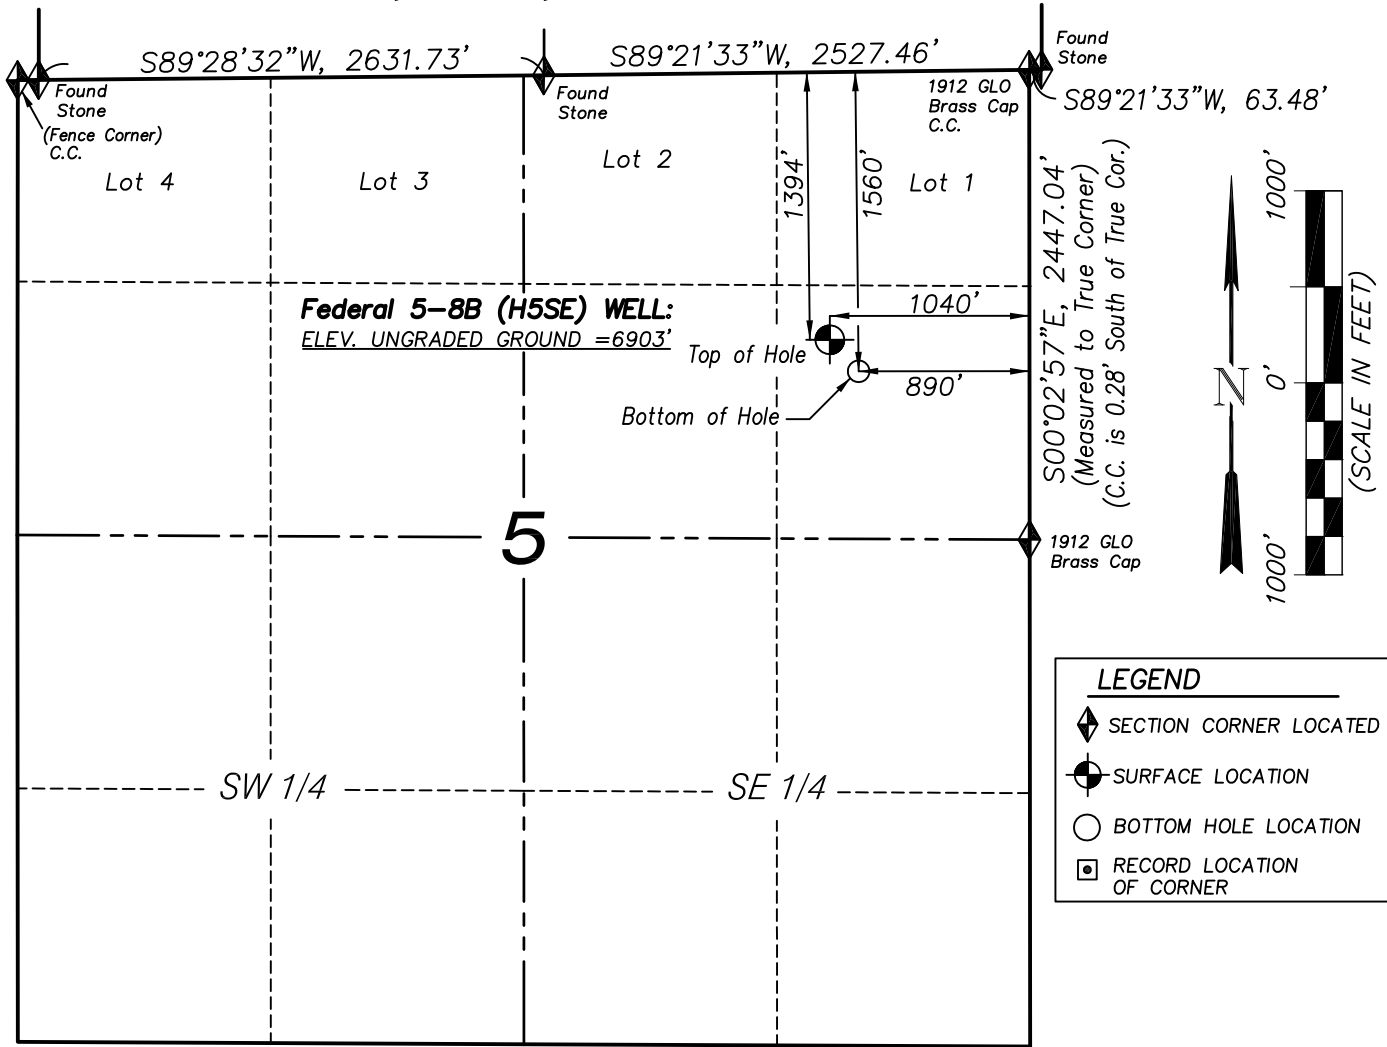 S89°28'32"W, 2631.73'
S89°21'33"W, 2527.46'
Found
Stone
Found
Stone
(Fence Corner)
C.C.
Found
Stone
1912 GLO
Brass Cap
C.C.
S89°21'33"W, 63.48'
Lot 4
Lot 3
Lot 2
Lot 1
1394'
1560'
S00°02'57"E, 2447.04'
(Measured to True Corner)
(C.C. is 0.28' South of True Cor.)
Federal 5-8B (H5SE) WELL:
ELEV. UNGRADED GROUND =6903'
1040'
Top of Hole
890'
Bottom of Hole
N
1000'
0'
1000'
(SCALE IN FEET)
5
1912 GLO
Brass Cap
SW 1/4
SE 1/4
LEGEND
SECTION CORNER LOCATED
SURFACE LOCATION
BOTTOM HOLE LOCATION
RECORD LOCATION
OF CORNER